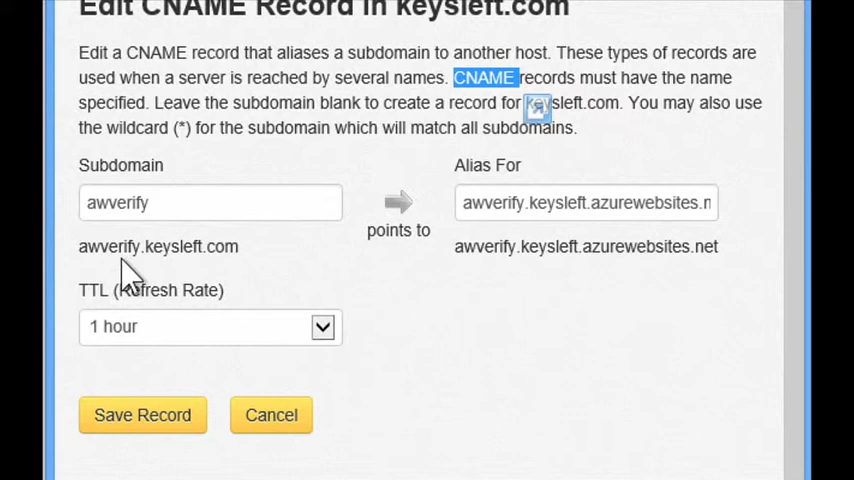 Edit CNAME Record in keysleft.com
Edit a CNAME record that aliases a subdomain to another host. These types of records are
used when a server is reached by several names. CNAME records must have the name
specified. Leave the subdomain blank to create a record for keysleft.com. You may also use
the wildcard (*) for the subdomain which will match all subdomains.
Subdomain
Alias For
awverify
points to
awverify.keysleft.azurewebsites.n
awverify.keysleft.com
awverify.keysleft.azurewebsites.net
TTL (Refresh Rate)
1 hour
Save Record
Cancel